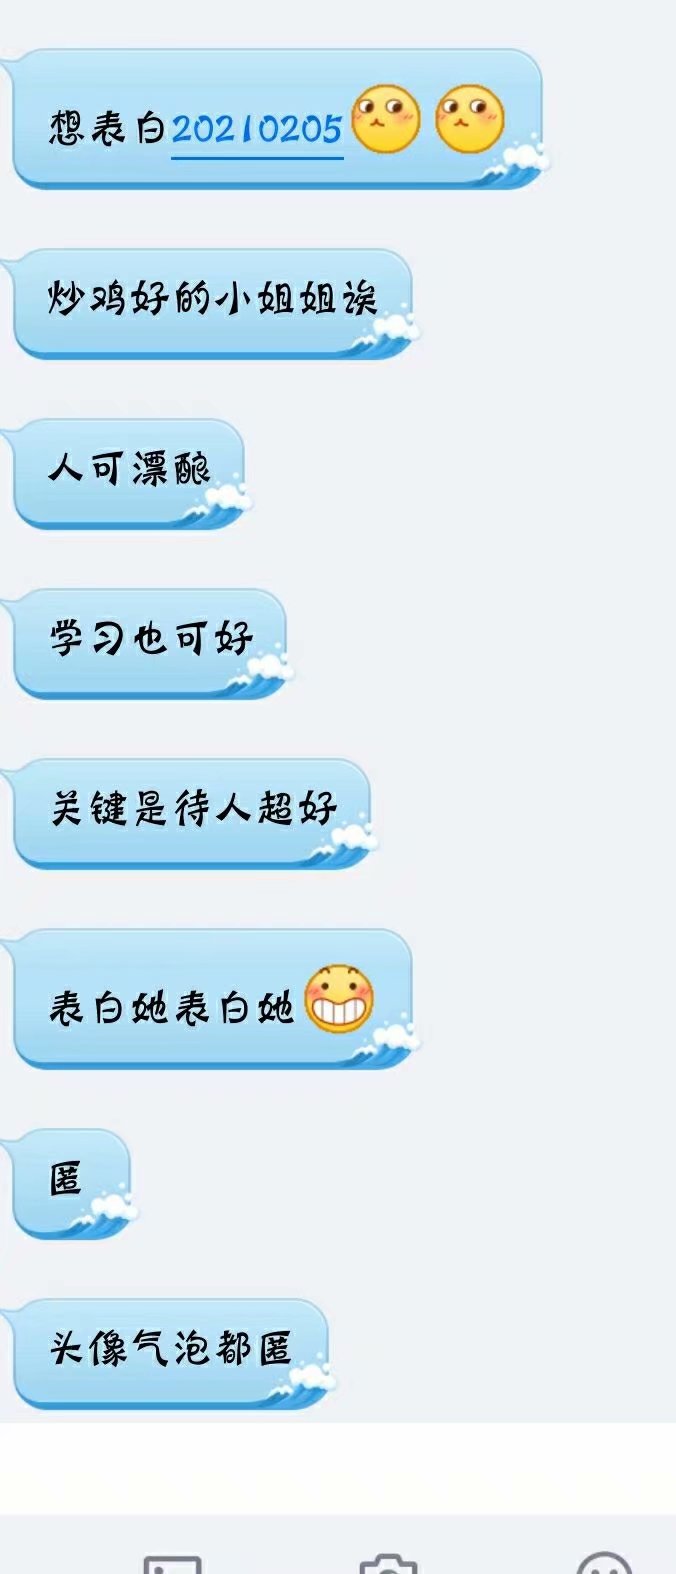 想表白20210205
炒鸡好的小姐姐诶
人可漂酿
学习也可好
关键是待人超好
表白她表白她
匿
头像气泡都匿